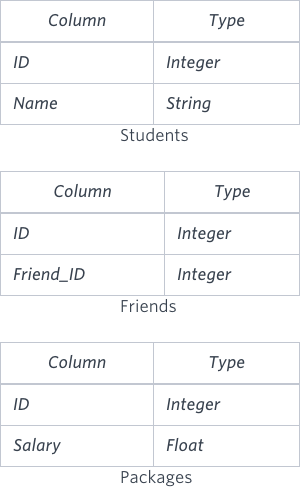 Column Type
ID Integer
Name String
Students
Column Type
ID Integer
Friend_ID Integer
Friends
Column Type
ID Integer
Salary Float
Packages